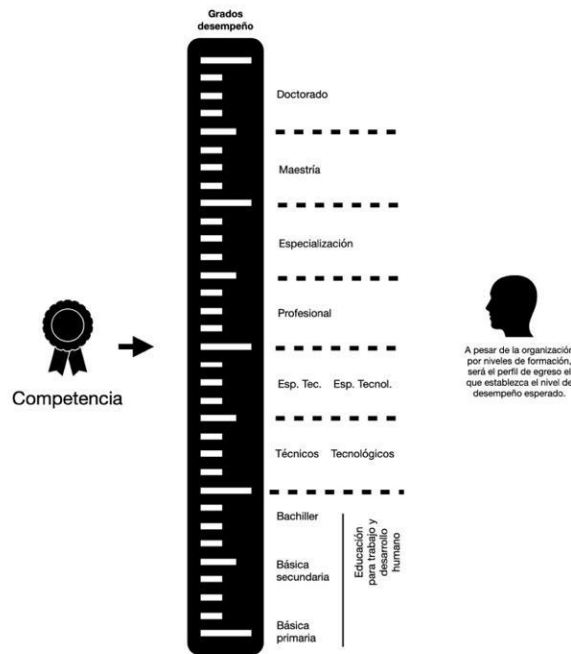 Grados
desempeño
Doctorado
Maestría
Especialización
Profesional
Esp. Tec. Esp. Tecnol.
Técnicos Tecnológicos
Bachiller
Básica
secundaria
Básica
primaria
Educación
para trabajo y
desarrollo
humano
Competencia
A pesar de la organización
por niveles de formación,
será el perfil de egreso el
que establezca el nivel de
desempeño esperado.